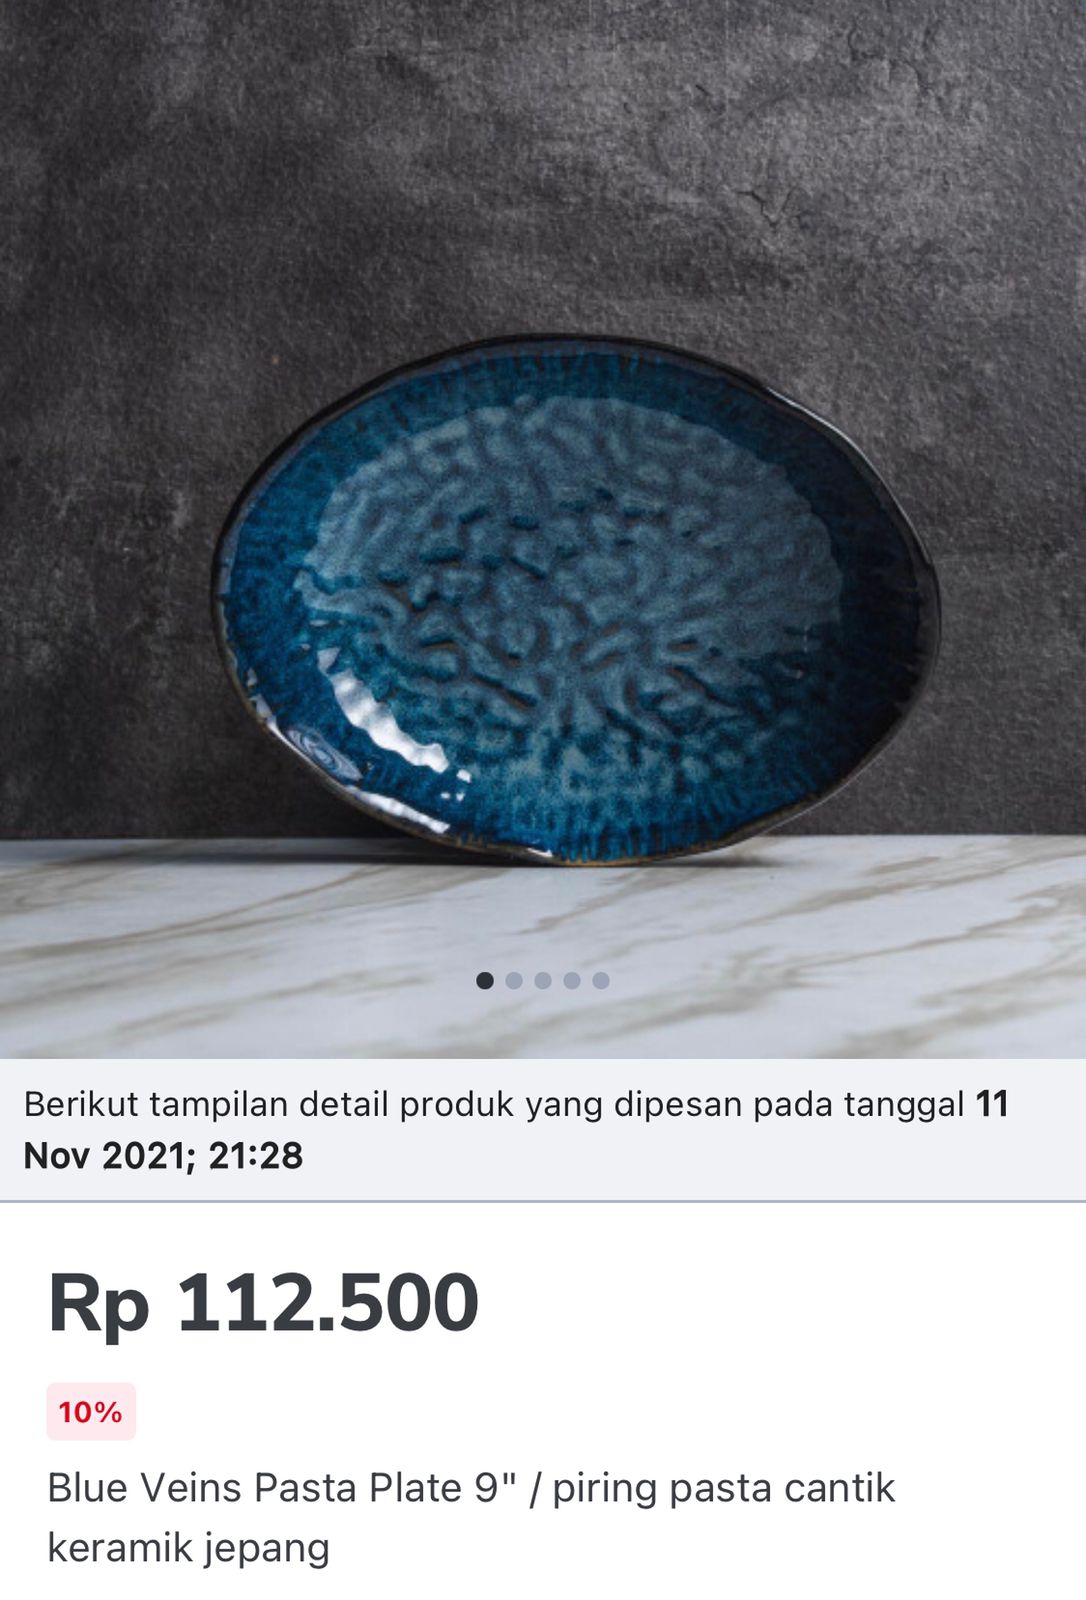 Berikut tampilan detail produk yang dipesan pada tanggal 11
Nov 2021; 21:28
Rp 112.500
10%
Blue Veins Pasta Plate 9" / piring pasta cantik
keramik jepang